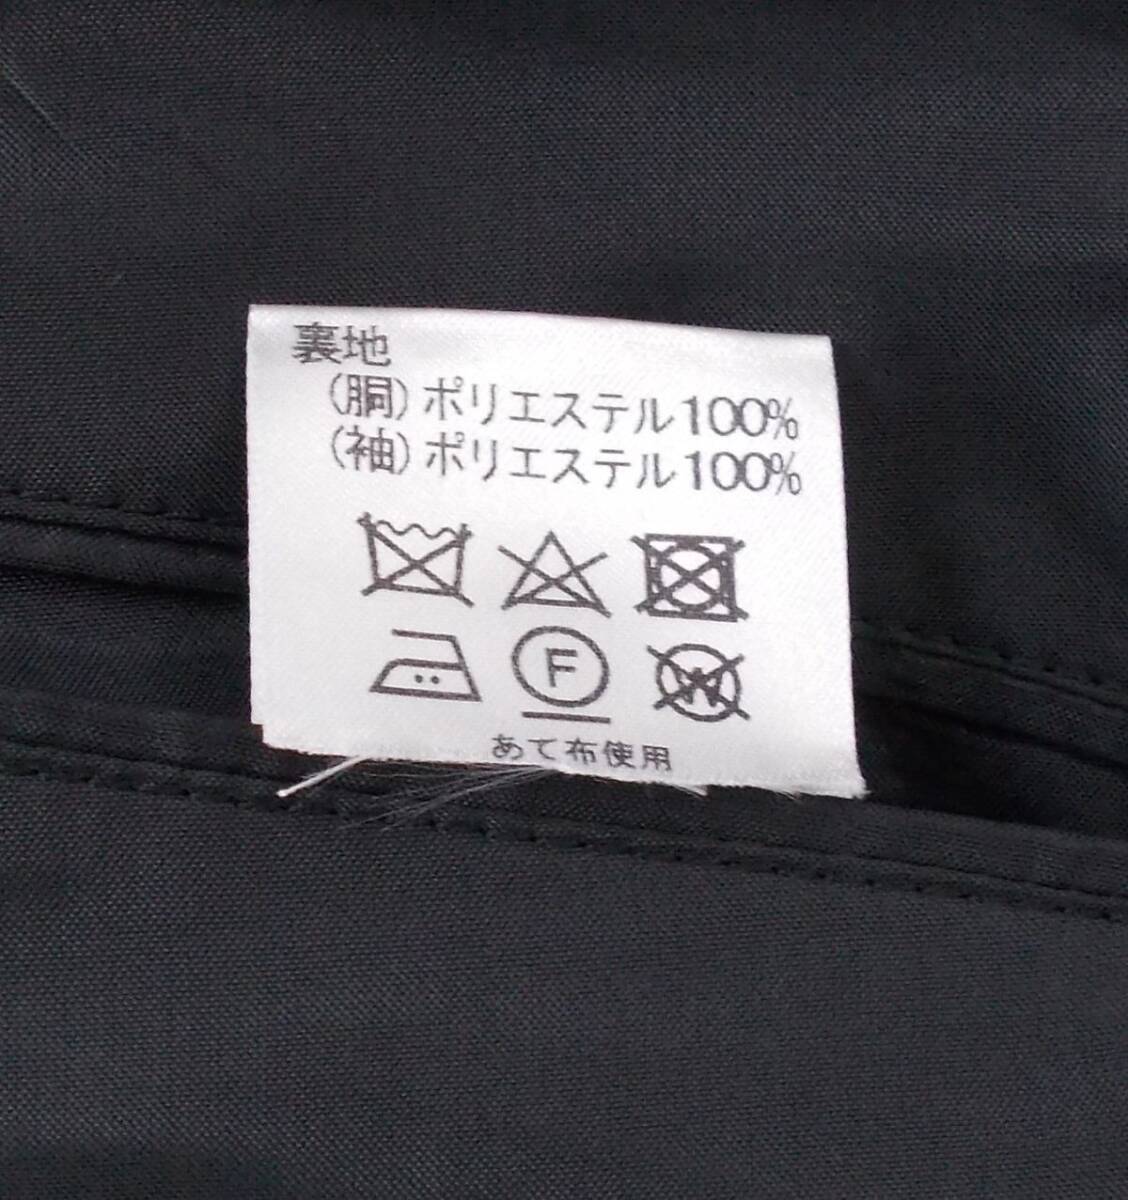 裏地
(胴)ポリエステル100%
(袖)ポリエステル100%
F W
あて布使用